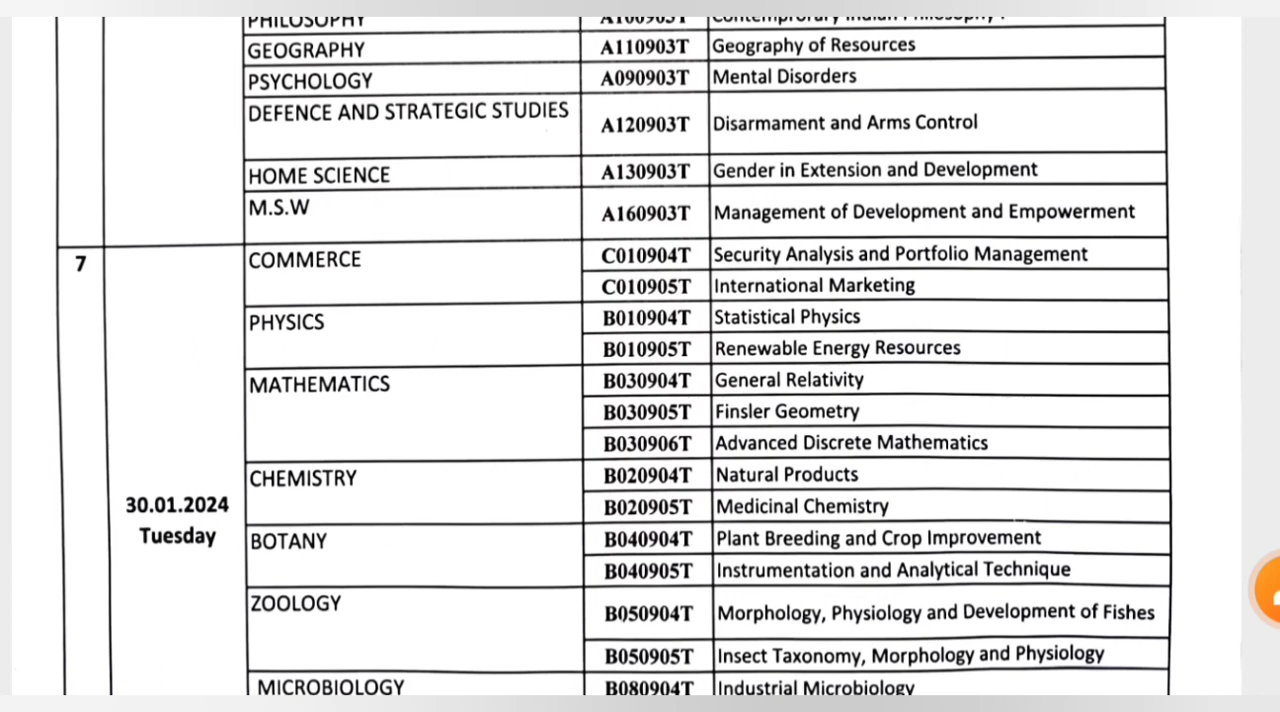 PHILOSOPHY A100903T Contemprorary Indian Philosophy
GEOGRAPHY A110903T Geography of Resources
PSYCHOLOGY A090903T Mental Disorders
DEFENCE AND STRATEGIC STUDIES A120903T Disarmament and Arms Control
HOME SCIENCE A130903T Gender in Extension and Development
M.S.W A160903T Management of Development and Empowerment
7 COMMERCE C010904T Security Analysis and Portfolio Management
C010905T International Marketing
PHYSICS B010904T Statistical Physics
B010905T Renewable Energy Resources
MATHEMATICS B030904T General Relativity
B030905T Finsler Geometry
B030906T Advanced Discrete Mathematics
CHEMISTRY B020904T Natural Products
30.01.2024 B020905T Medicinal Chemistry
Tuesday BOTANY B040904T Plant Breeding and Crop Improvement
B040905T Instrumentation and Analytical Technique
ZOOLOGY B050904T Morphology, Physiology and Development of Fishes
B050905T Insect Taxonomy, Morphology and Physiology
MICROBIOLOGY B080904T Industrial Microbiology